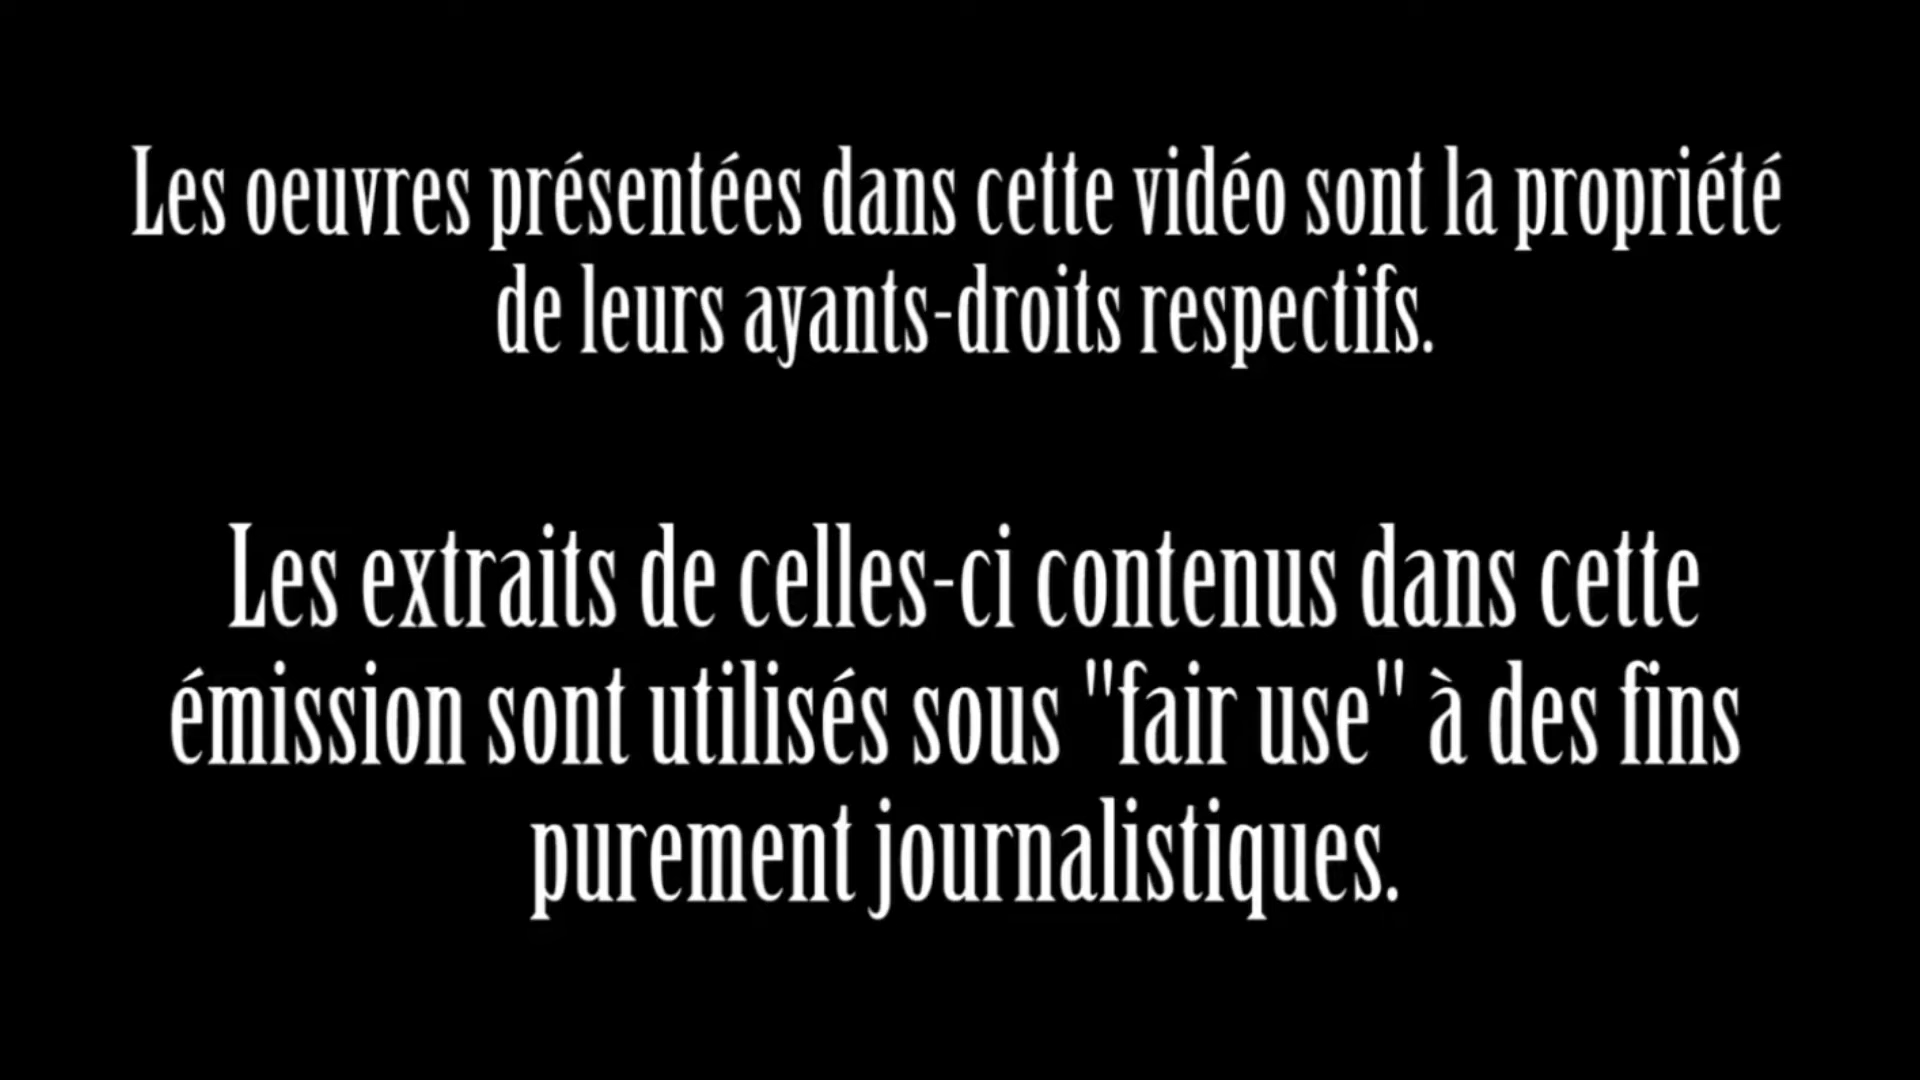 Les oeuvres présentées dans cette vidéo sont la propriété
de leurs ayants-droits respectifs.
Les extraits de celles-ci contenus dans cette
émission sont utilisés sous "fair use" à des fins
purement journalistiques.